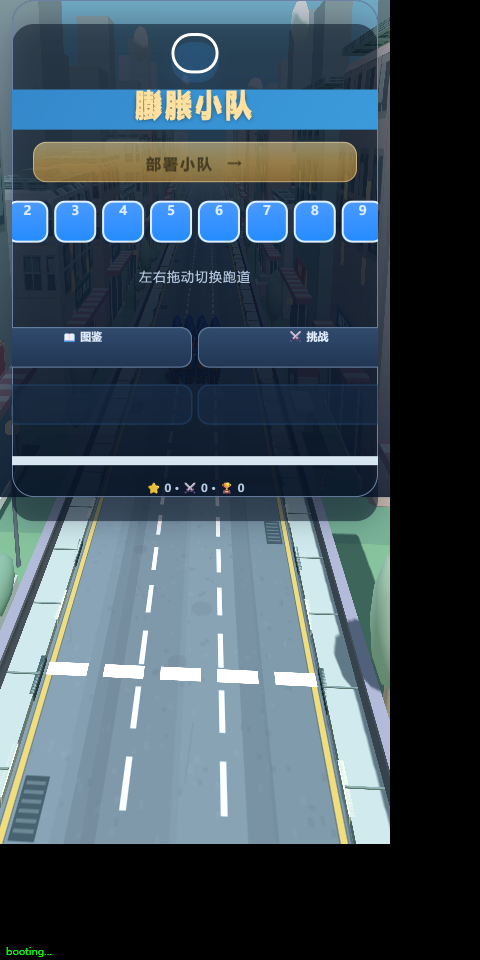 膨胀小队
部署小队 →
2 3 4 5 6 7 8 9
左右拖动切换跑道
📖 图鉴 ⚔️ 挑战
⭐ 0 • ⚔️ 0 • 🏆 0
booting...